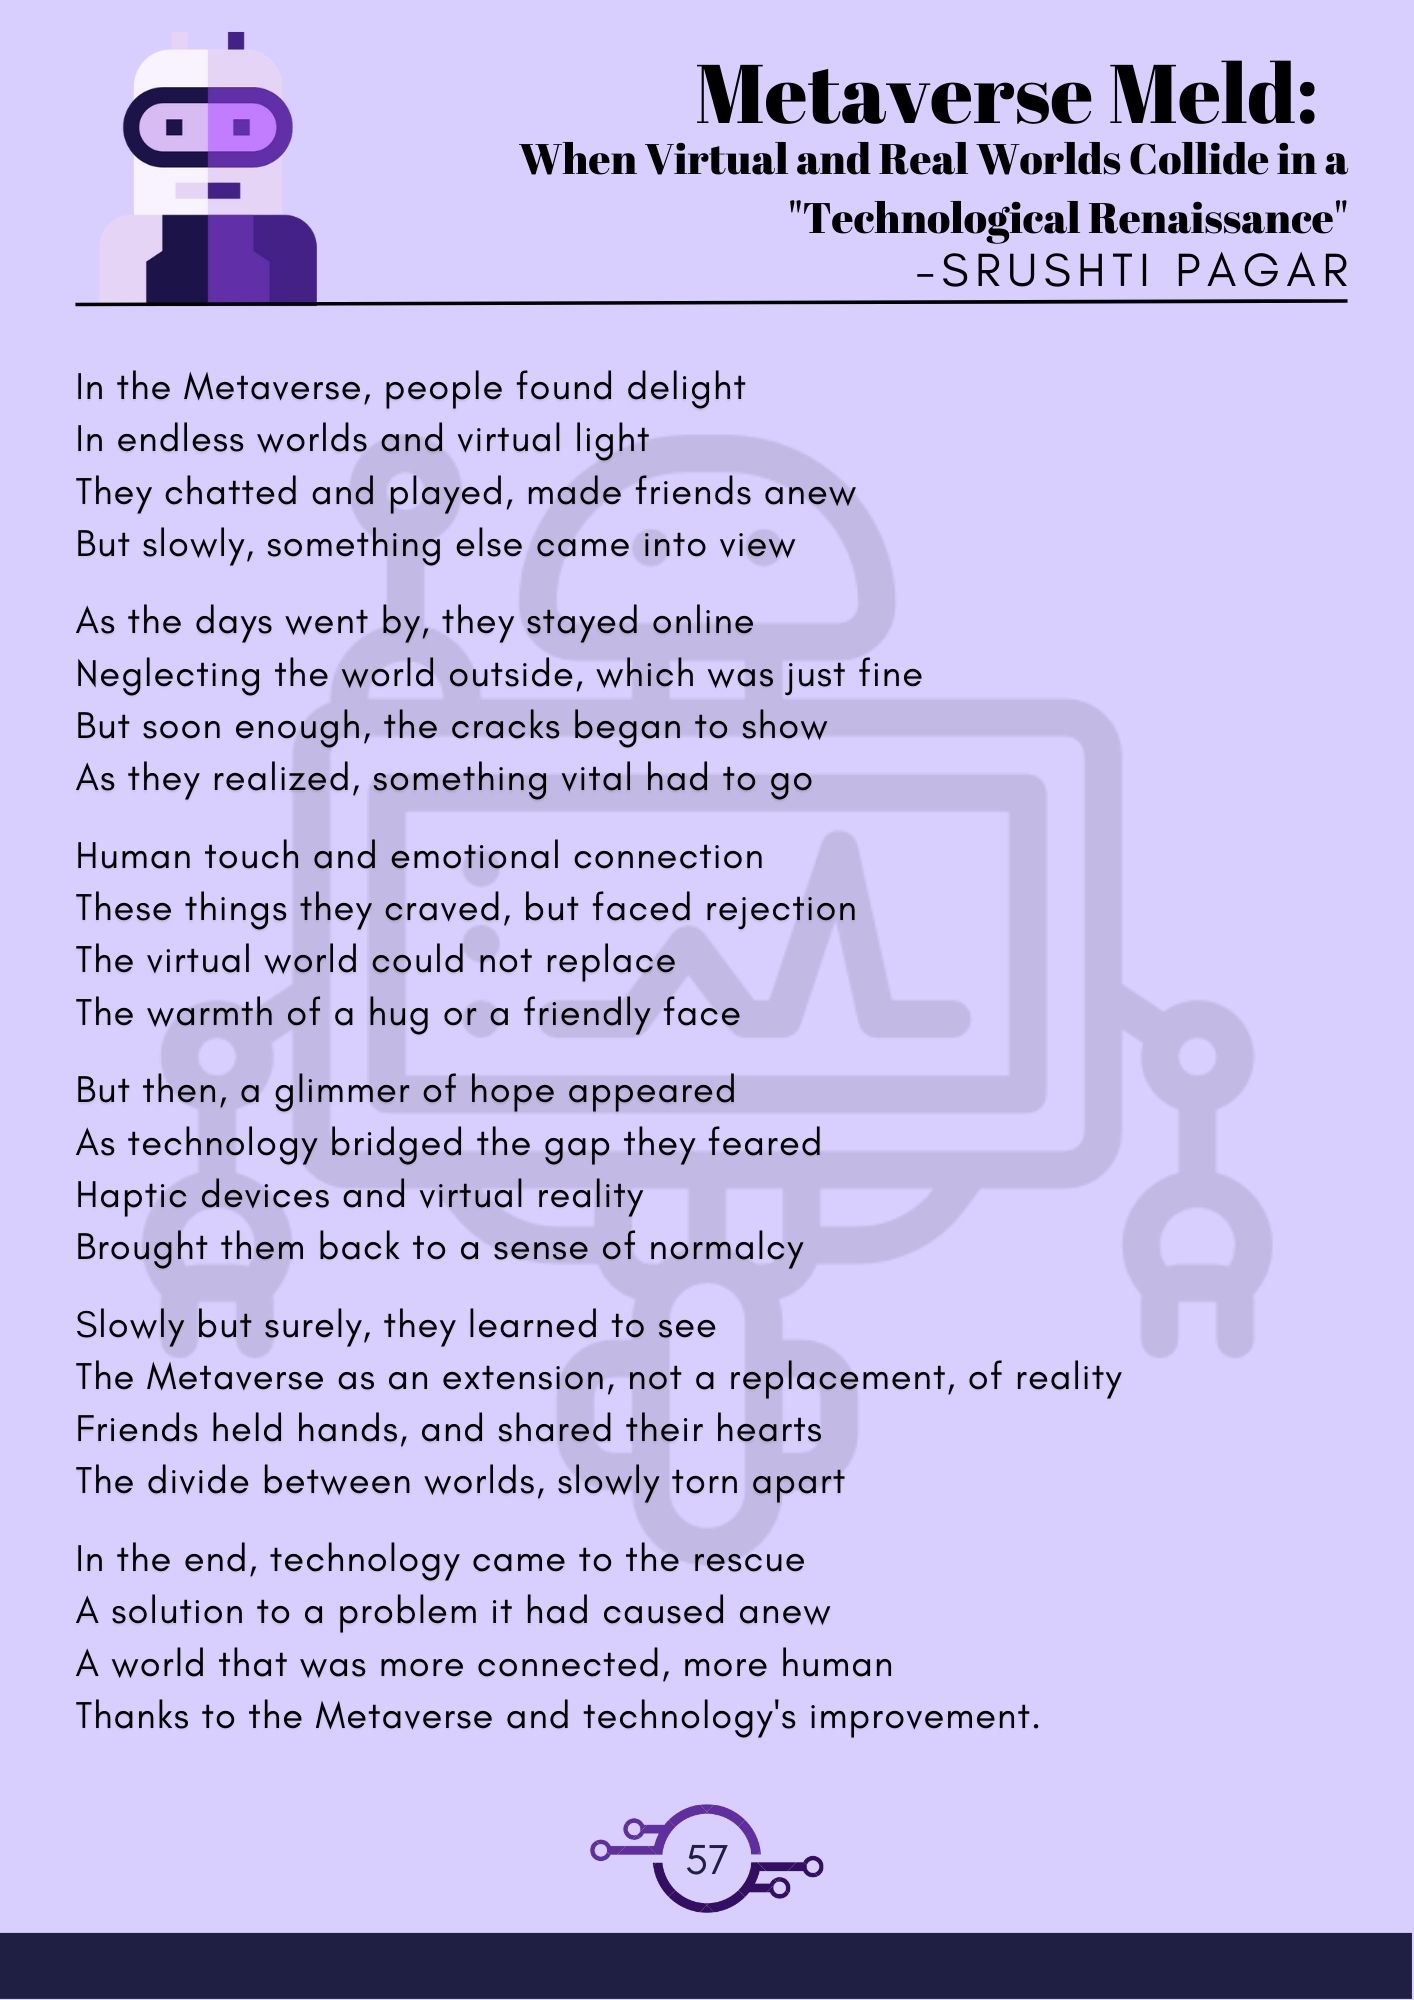 Metaverse Meld:
When Virtual and Real Worlds Collide in a
"Technological Renaissance"
-SRUSHTI PAGAR
In the Metaverse, people found delight
In endless worlds and virtual light
They chatted and played, made friends anew
But slowly, something else came into view
As the days went by, they stayed online
Neglecting the world outside, which was just fine
But soon enough, the cracks began to show
As they realized, something vital had to go
Human touch and emotional connection
These things they craved, but faced rejection
The virtual world could not replace
The warmth of a hug or a friendly face
But then, a glimmer of hope appeared
As technology bridged the gap they feared
Haptic devices and virtual reality
Brought them back to a sense of normalcy
Slowly but surely, they learned to see
The Metaverse as an extension, not a replacement, of reality
Friends held hands, and shared their hearts
The divide between worlds, slowly torn apart
In the end, technology came to the rescue
A solution to a problem it had caused anew
A world that was more connected, more human
Thanks to the Metaverse and technology's improvement.
57